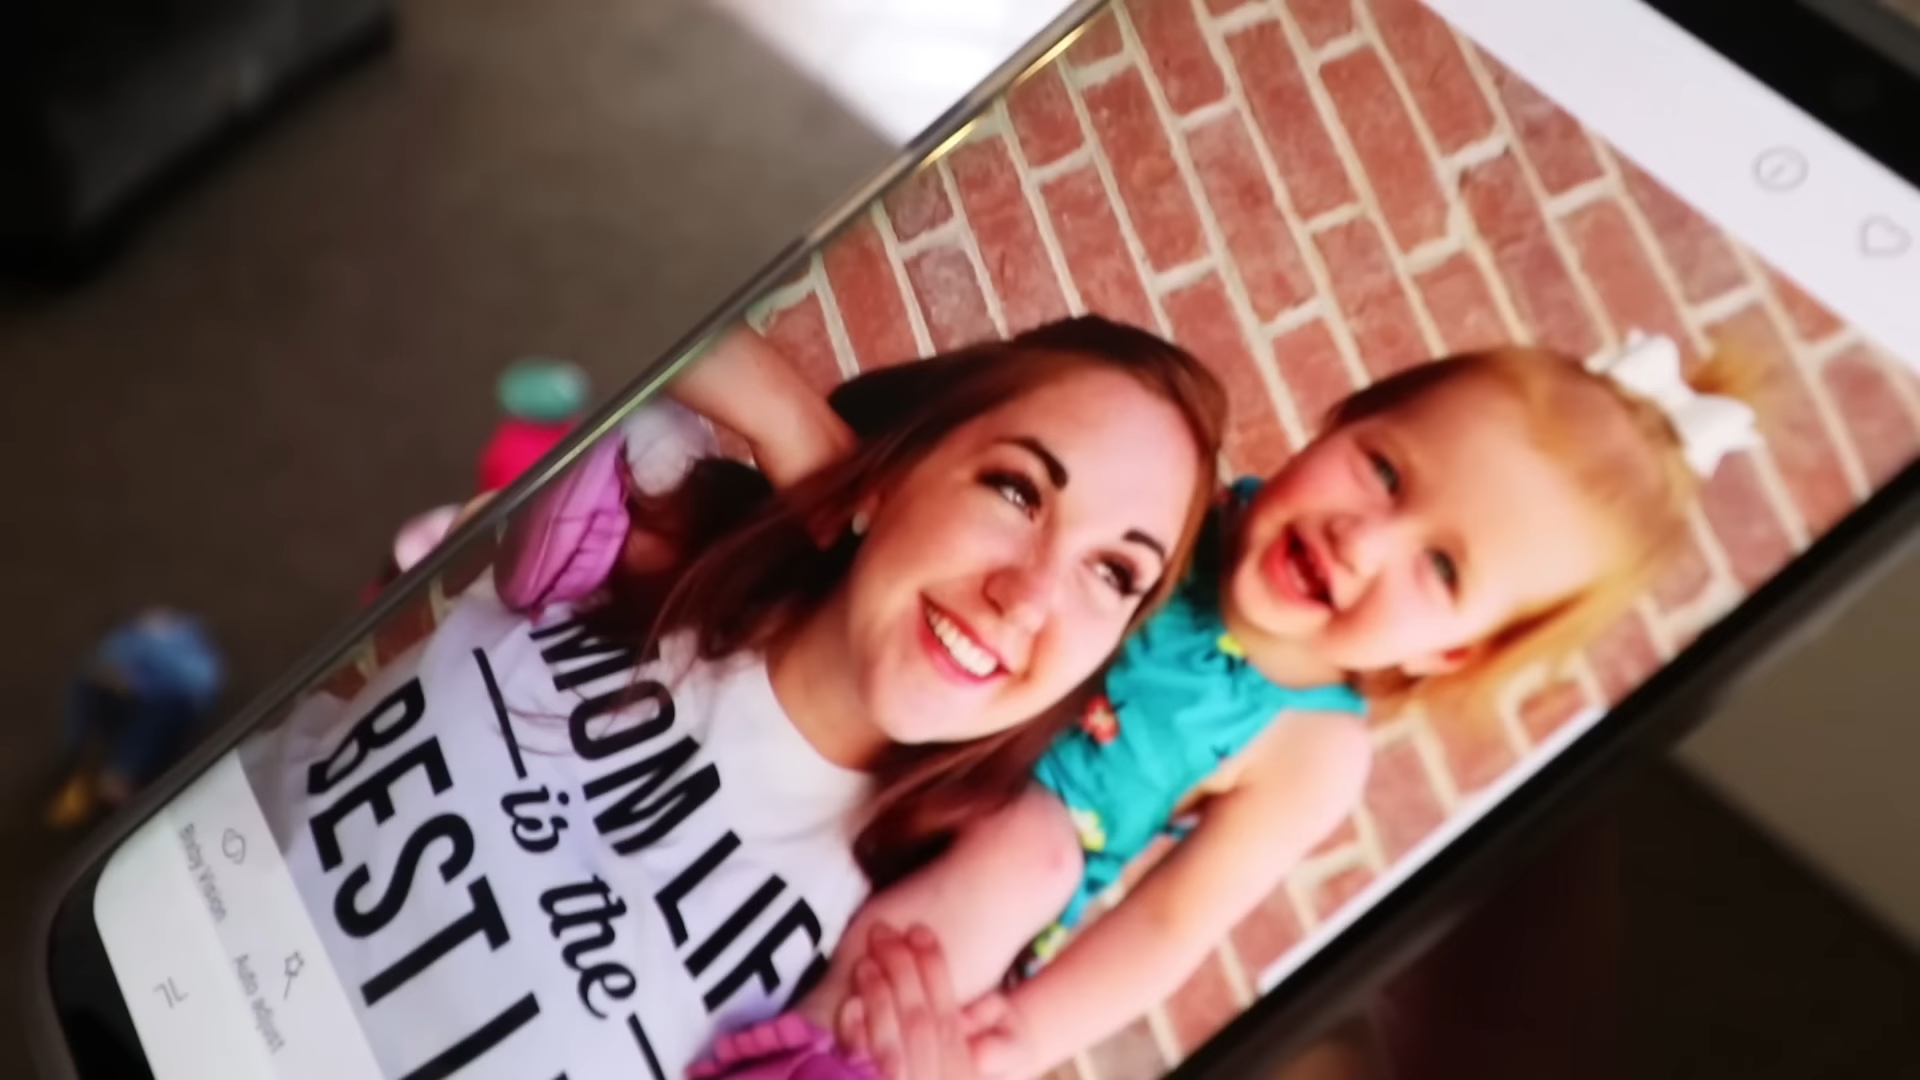 MOM LIF
is the
BEST L
Bixby Vision
Auto adjust